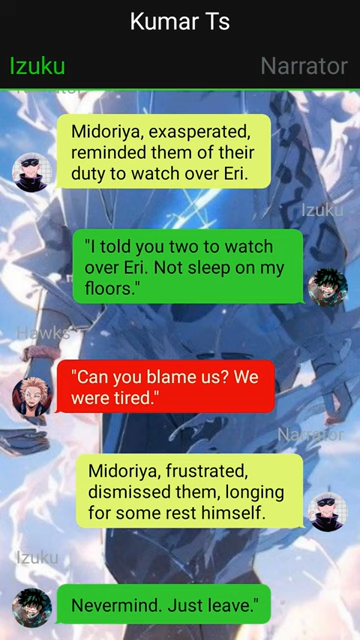 Kumar Ts
Izuku Narrator
Narrator
Midoriya, exasperated,
reminded them of their
duty to watch over Eri.
Izuku
"I told you two to watch
over Eri. Not sleep on my
floors."
Hawks
"Can you blame us? We
were tired."
Narrator
Midoriya, frustrated,
dismissed them, longing
for some rest himself.
Izuku
Nevermind. Just leave."